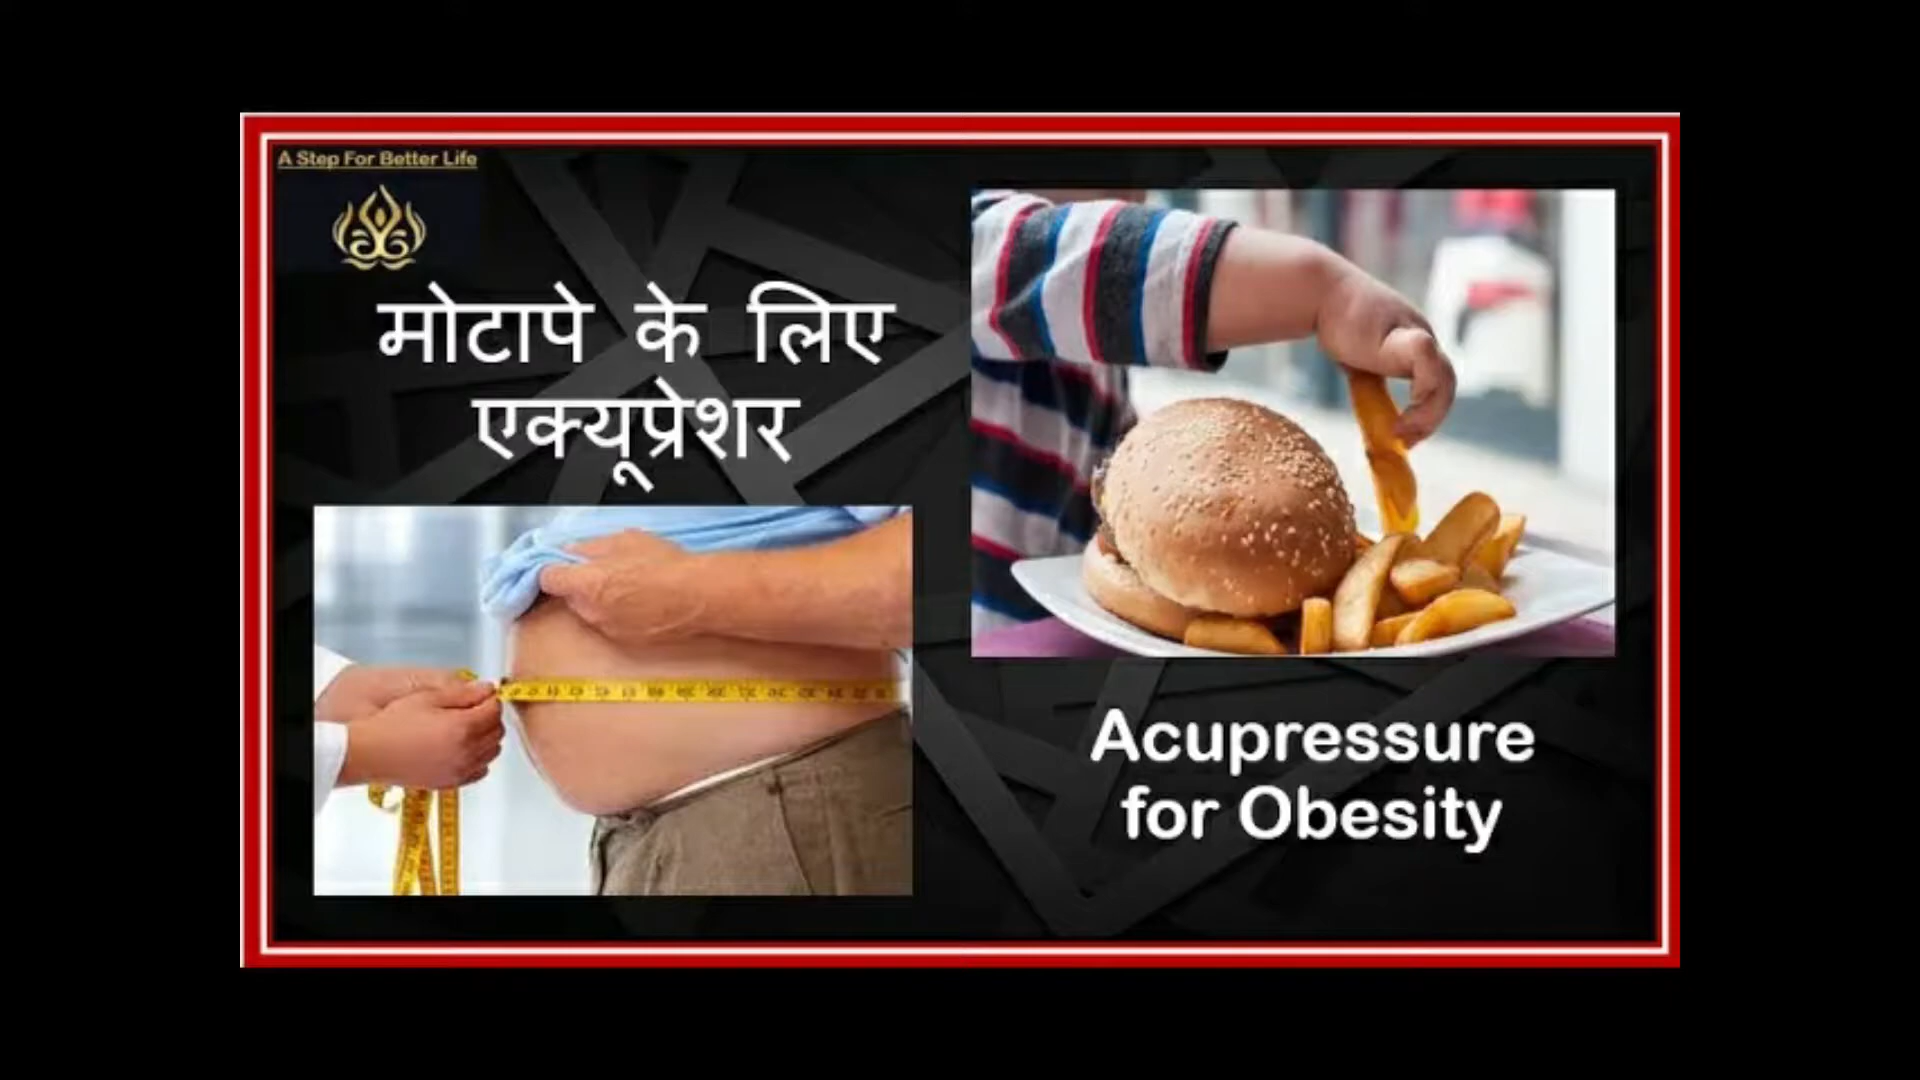 A Step For Better Life
मोटापे के लिए
एक्यूप्रेशर
Acupressure
for Obesity